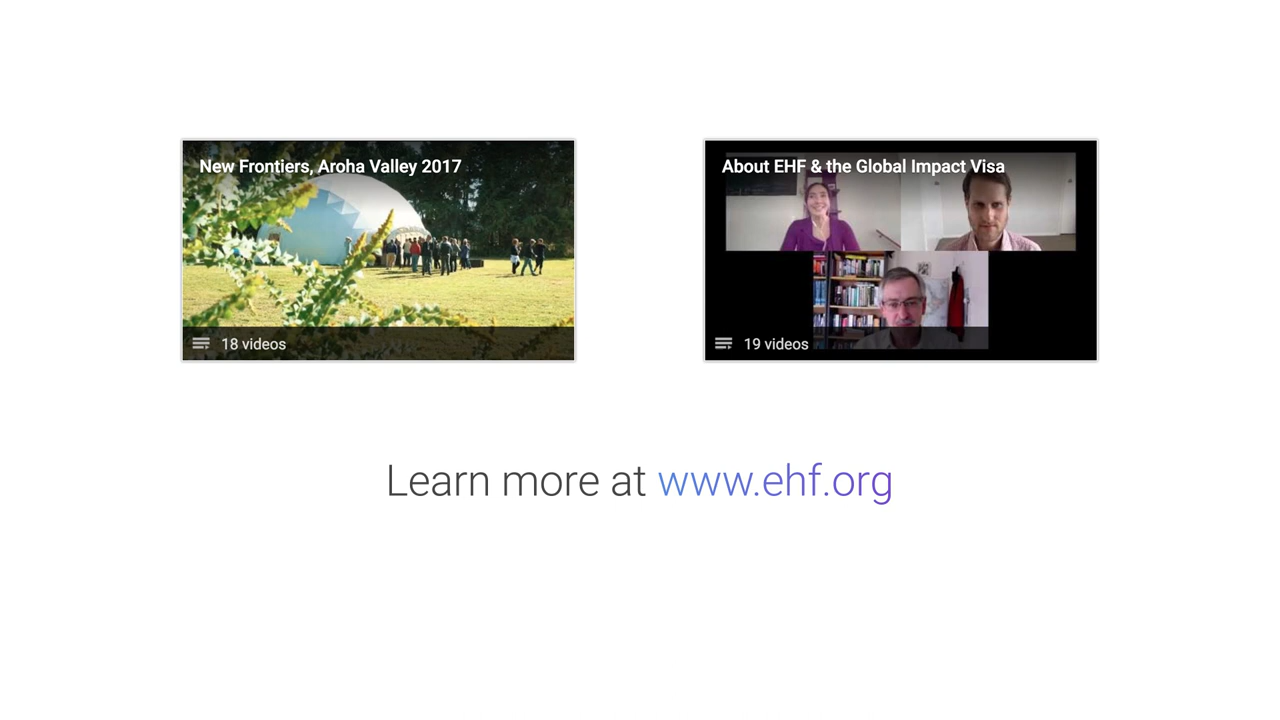 New Frontiers, Aroha Valley 2017
18 videos
About EHF & the Global Impact Visa
19 videos
Learn more at www.ehf.org